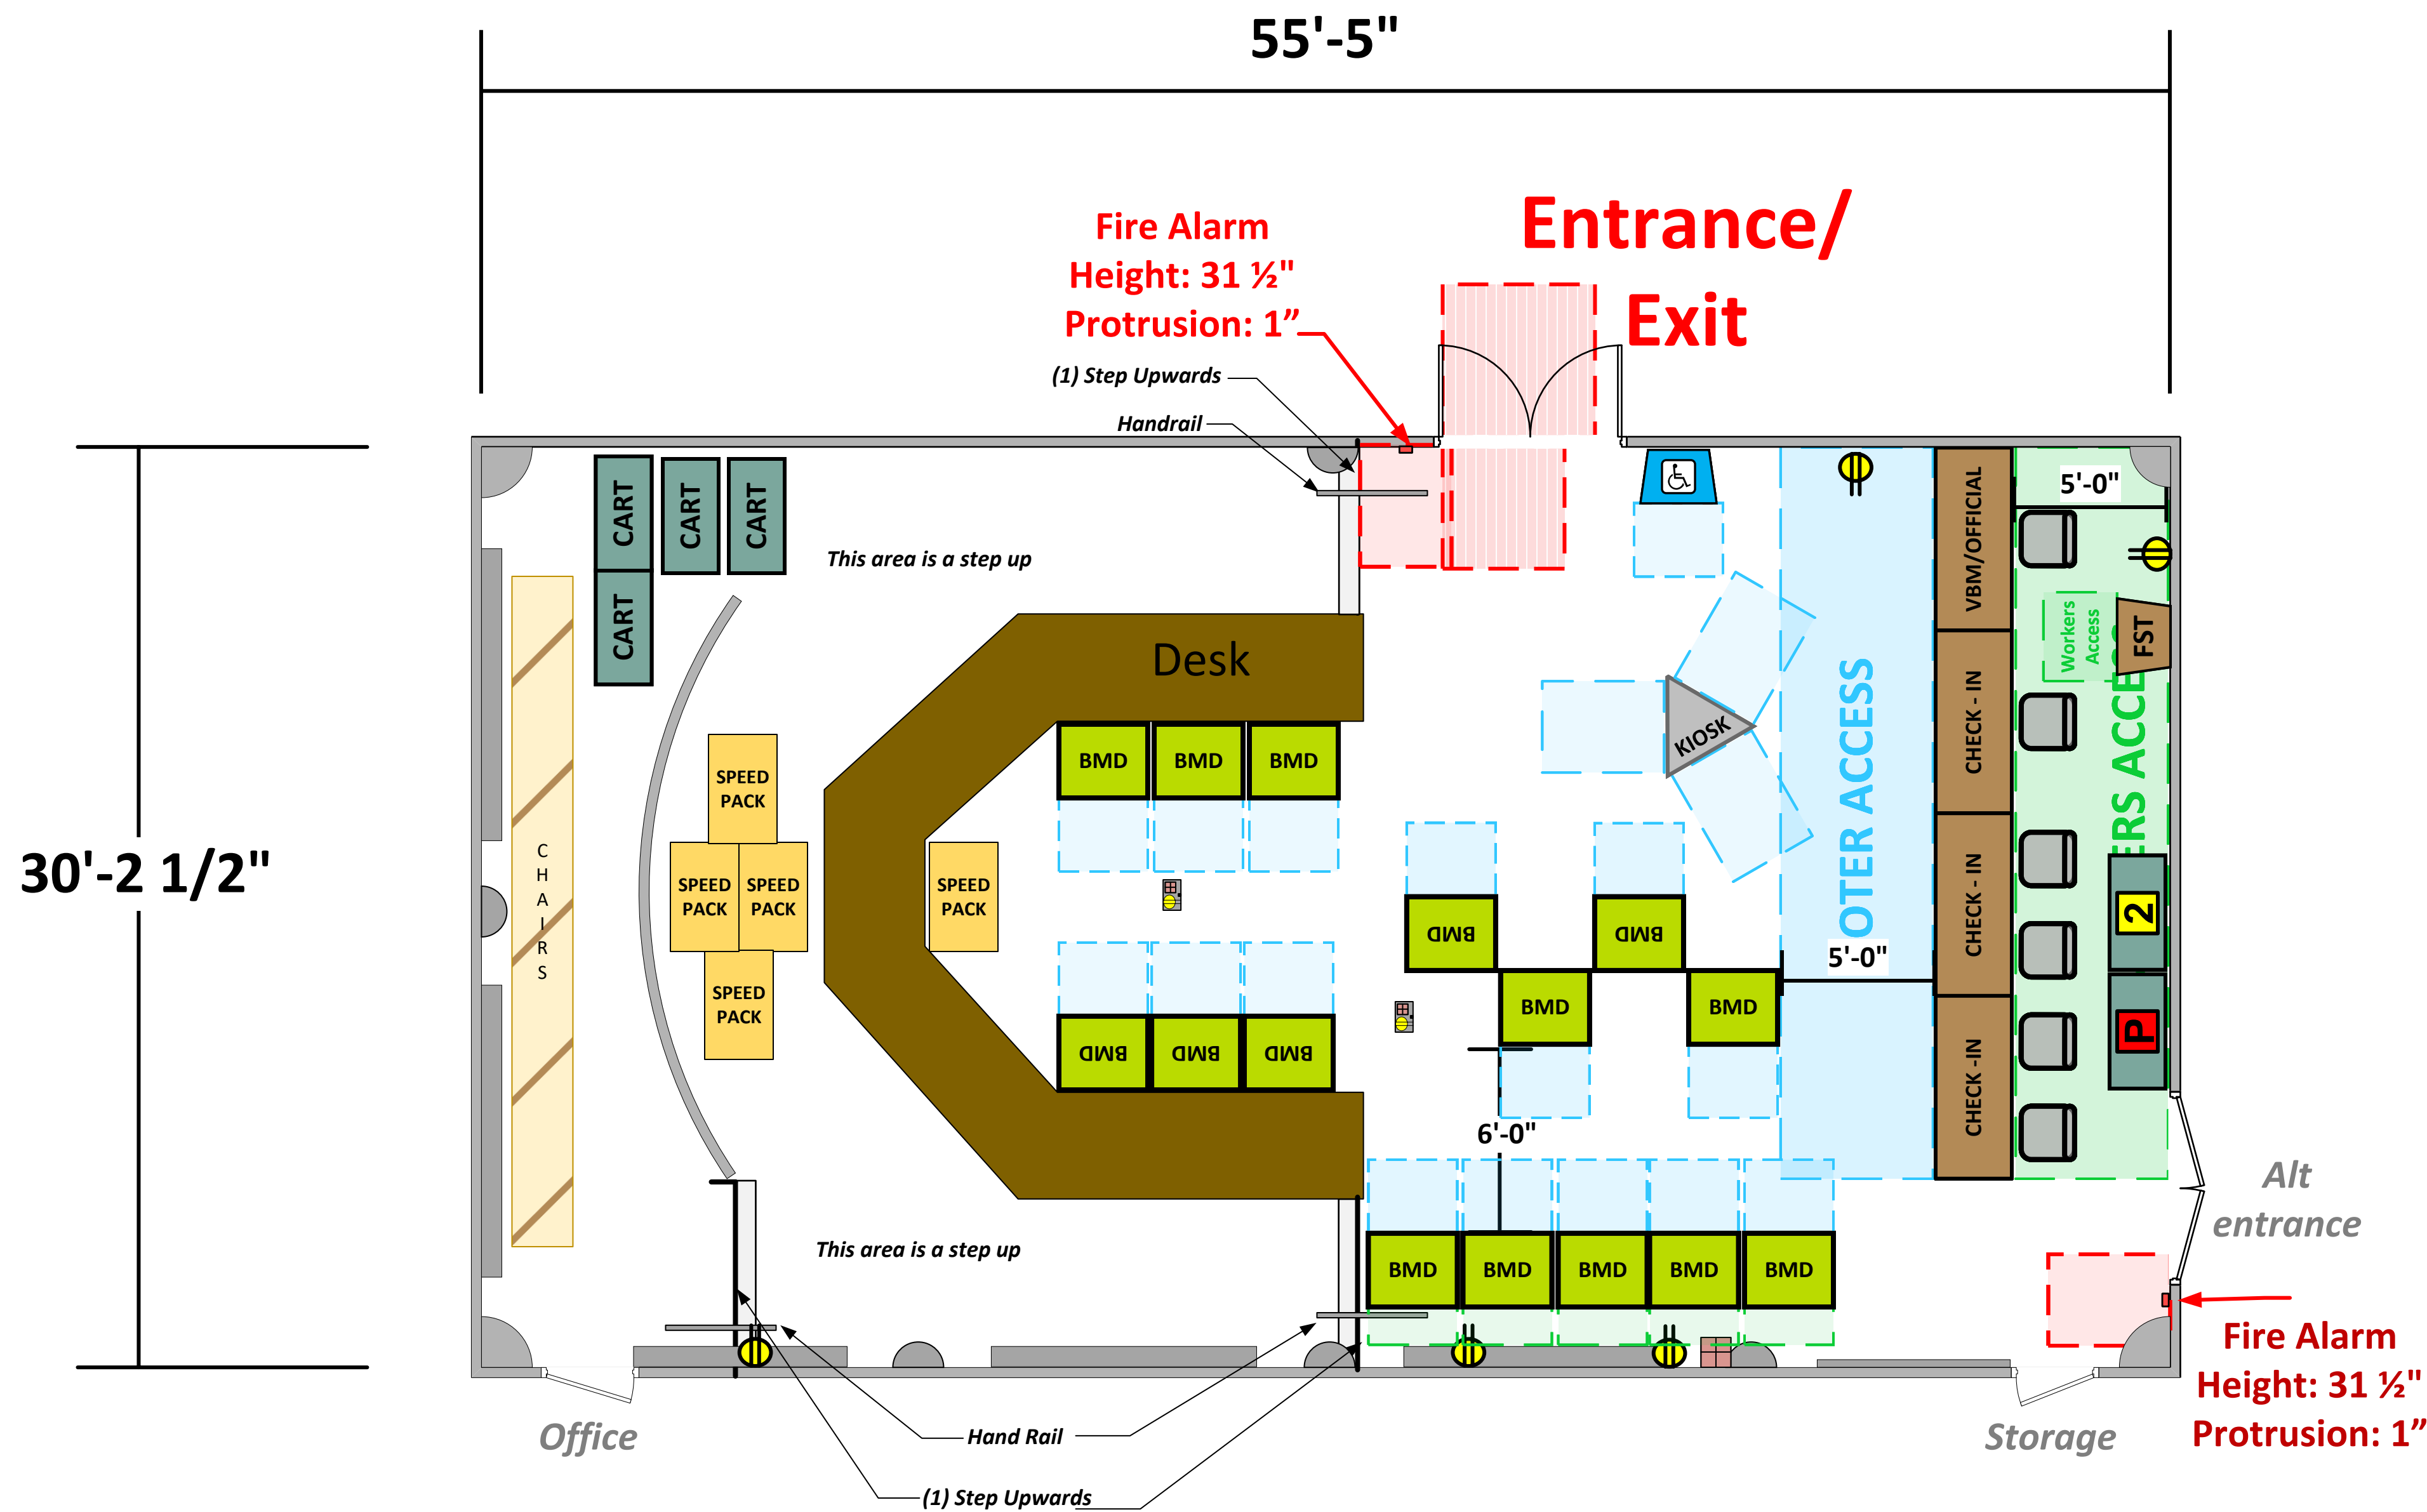 55'-5"
Entrance/
Exit
Fire Alarm
Height: 31 ½"
Protrusion: 1”
(1) Step Upwards
Handrail
30'-2 1/2"
CART
CART
CART
CART
This area is a step up
Desk
CHAIRS
SPEED
PACK
SPEED
PACK
SPEED
PACK
SPEED
PACK
SPEED
PACK
BMD
BMD
BMD
BMD
BMD
BMD
BMD
BMD
BMD
BMD
KIOSK
OTER ACCESS
5'-0"
VBM/OFFICIAL
CHECK - IN
CHECK - IN
CHECK -IN
5'-0"
Workers
Access
FST
ERS ACCES
2
P
6'-0"
BMD
BMD
BMD
BMD
BMD
This area is a step up
Alt
entrance
Fire Alarm
Height: 31 ½"
Protrusion: 1”
Office
Hand Rail
Storage
(1) Step Upwards